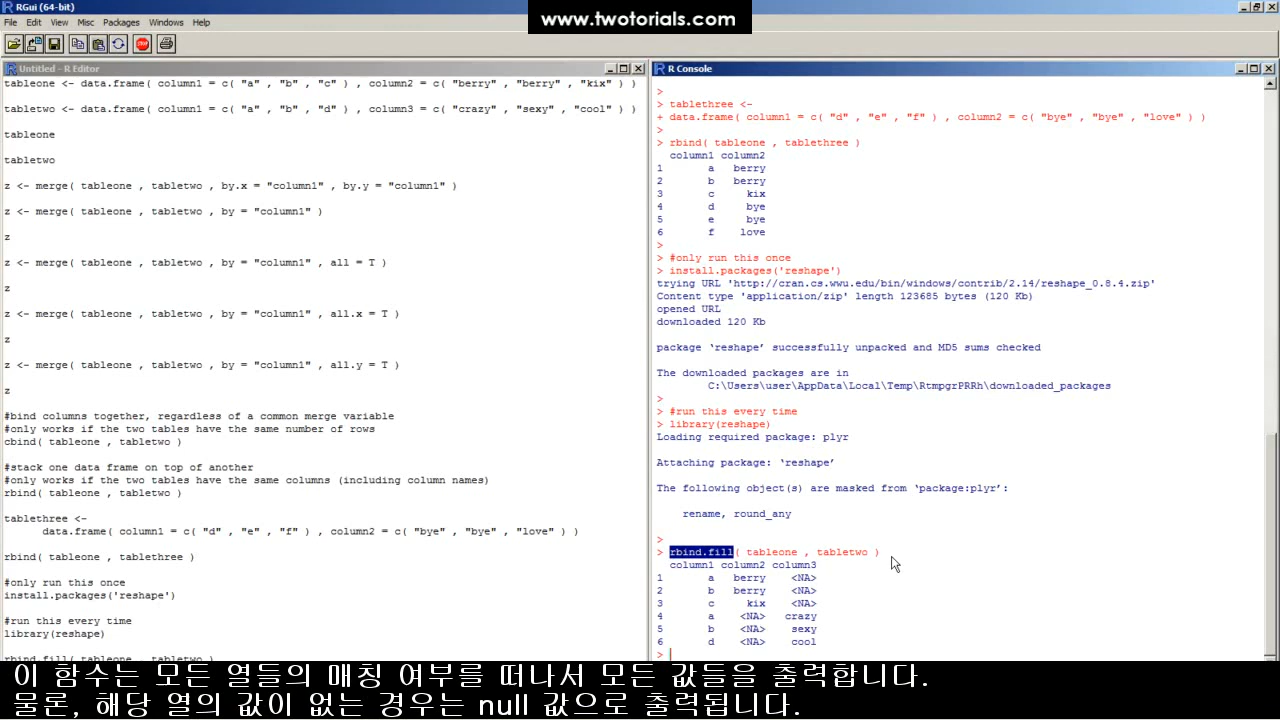 RGui (64-bit)
www.twotorials.com
File Edit View Misc Packages Windows Help
STOP
Untitled - R Editor
tableone <- data.frame( column1 = c( "a" , "b" , "c" ) , column2 = c( "berry" , "berry" , "kix" ) )
tabletwo <- data.frame( column1 = c( "a" , "b" , "d" ) , column3 = c( "crazy" , "sexy" , "cool" ) )
tableone
tabletwo
z <- merge( tableone , tabletwo , by.x = "column1" , by.y = "column1" )
z <- merge( tableone , tabletwo , by = "column1" )
z
z <- merge( tableone , tabletwo , by = "column1" , all = T )
z
z <- merge( tableone , tabletwo , by = "column1" , all.x = T )
z
z <- merge( tableone , tabletwo , by = "column1" , all.y = T )
z
#bind columns together, regardless of a common merge variable
#only works if the two tables have the same number of rows
cbind( tableone , tabletwo )
#stack one data frame on top of another
#only works if the two tables have the same columns (including column names)
rbind( tableone , tabletwo )
tablethree <-
data.frame( column1 = c( "d" , "e" , "f" ) , column2 = c( "bye" , "bye" , "love" ) )
rbind( tableone , tablethree )
#only run this once
install.packages('reshape')
#run this every time
library(reshape)
rbind.fill( tableone , tabletwo )
R Console
>
> tablethree <-
+ data.frame( column1 = c( "d" , "e" , "f" ) , column2 = c( "bye" , "bye" , "love" ) )
>
> rbind( tableone , tablethree )
column1 column2
1 a berry
2 b berry
3 c kix
4 d bye
5 e bye
6 f love
>
> #only run this once
> install.packages('reshape')
trying URL 'http://cran.cs.wwu.edu/bin/windows/contrib/2.14/reshape_0.8.4.zip'
Content type 'application/zip' length 123685 bytes (120 Kb)
opened URL
downloaded 120 Kb
package ‘reshape’ successfully unpacked and MD5 sums checked
The downloaded packages are in
C:\Users\user\AppData\Local\Temp\RtmpgrPRRh\downloaded_packages
>
> #run this every time
> library(reshape)
Loading required package: plyr
Attaching package: ‘reshape’
The following object(s) are masked from ‘package:plyr’:
rename, round_any
>
> rbind.fill( tableone , tabletwo )
column1 column2 column3
1 a berry <NA>
2 b berry <NA>
3 c kix <NA>
4 a <NA> crazy
5 b <NA> sexy
6 d <NA> cool
>
이 함수는 모든 열들의 매칭 여부를 떠나서 모든 값들을 출력합니다.
물론, 해당 열의 값이 없는 경우는 null 값으로 출력됩니다.